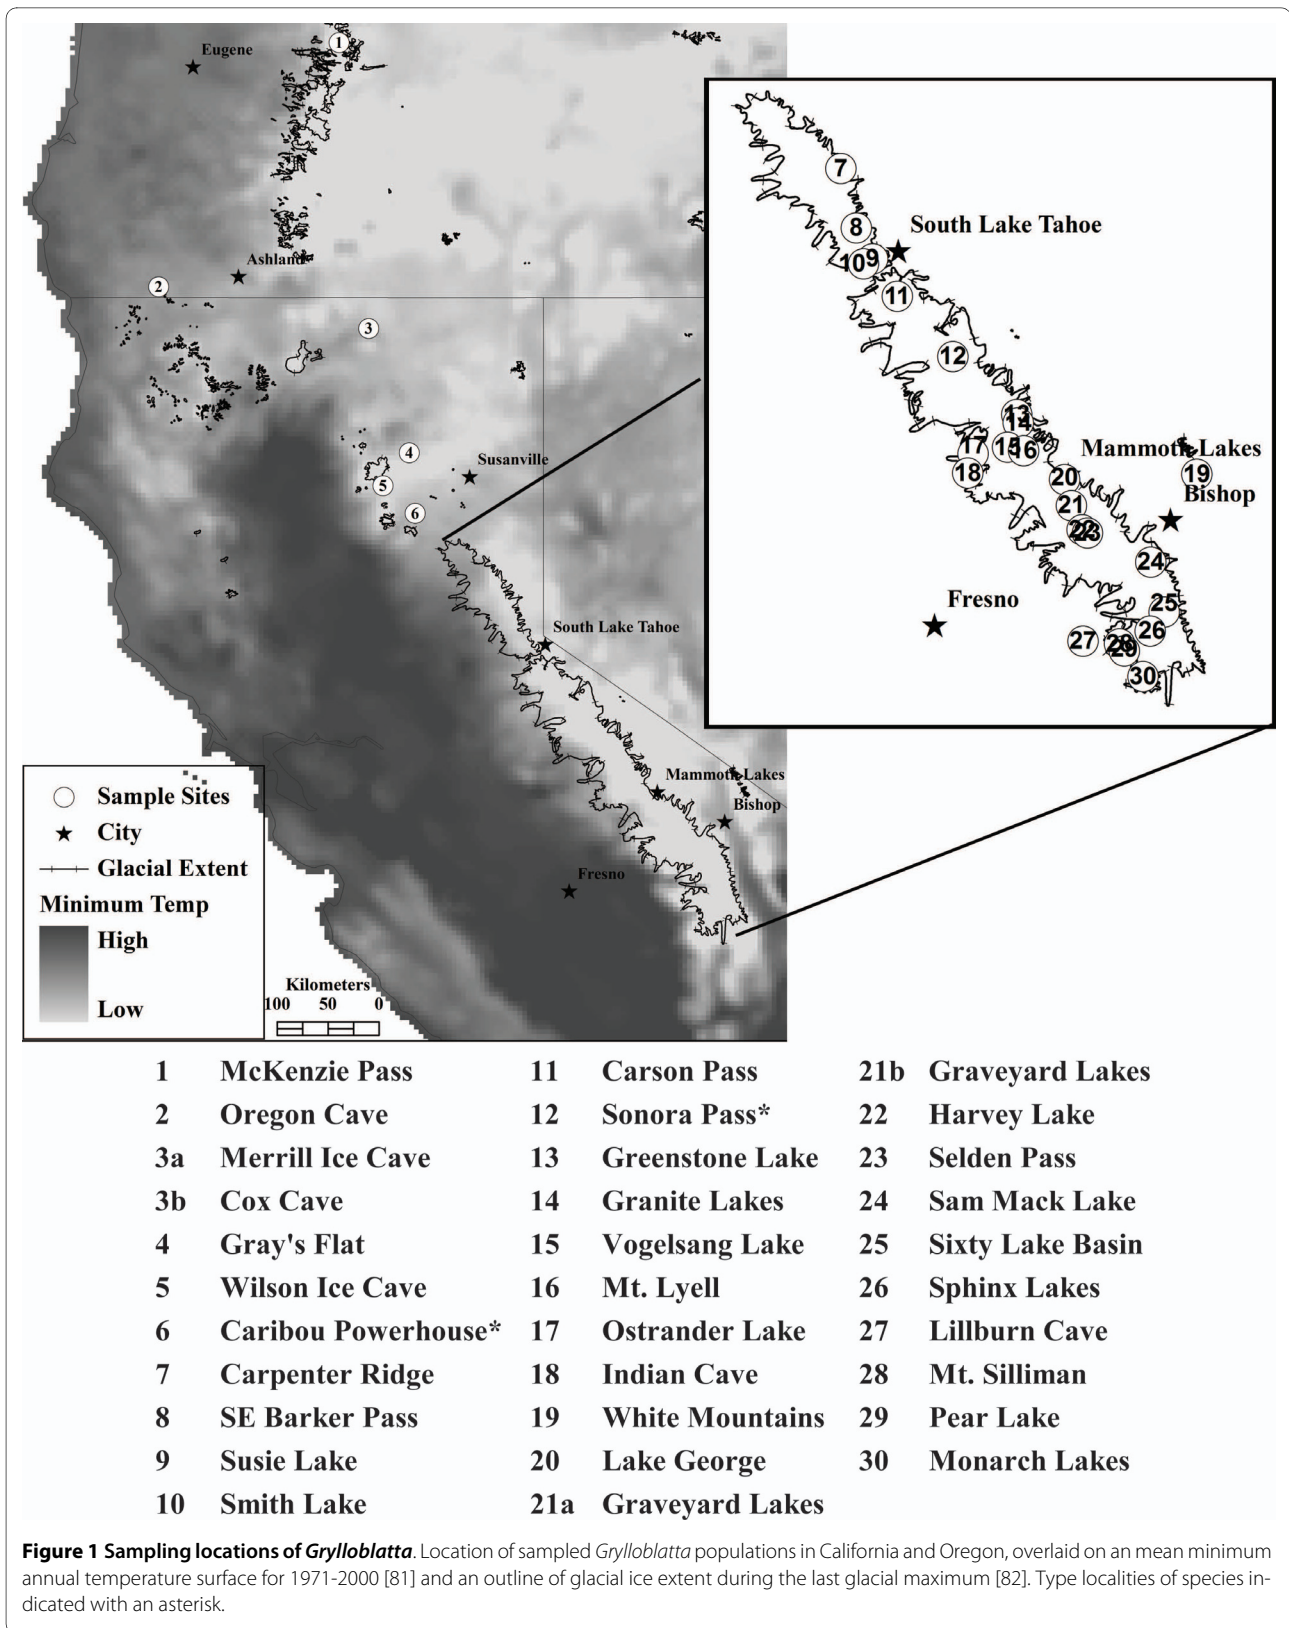 Eugene
1
Ashland
2
3
4
Susanville
5
6
South Lake Tahoe
Mammoth Lakes
Bishop
Fresno
7
8
South Lake Tahoe
9
10
11
12
13
14
15
16
17
18
Mammoth Lakes
19
Bishop
20
21
22
23
24
25
26
Fresno
27
28
29
30
Sample Sites
City
Glacial Extent
Minimum Temp
High
Low
Kilometers
100 50 0
1 McKenzie Pass 11 Carson Pass 21b Graveyard Lakes
2 Oregon Cave 12 Sonora Pass* 22 Harvey Lake
3a Merrill Ice Cave 13 Greenstone Lake 23 Selden Pass
3b Cox Cave 14 Granite Lakes 24 Sam Mack Lake
4 Gray's Flat 15 Vogelsang Lake 25 Sixty Lake Basin
5 Wilson Ice Cave 16 Mt. Lyell 26 Sphinx Lakes
6 Caribou Powerhouse* 17 Ostrander Lake 27 Lillburn Cave
7 Carpenter Ridge 18 Indian Cave 28 Mt. Silliman
8 SE Barker Pass 19 White Mountains 29 Pear Lake
9 Susie Lake 20 Lake George 30 Monarch Lakes
10 Smith Lake 21a Graveyard Lakes
Figure 1 Sampling locations of Grylloblatta. Location of sampled Grylloblatta populations in California and Oregon, overlaid on an mean minimum
annual temperature surface for 1971-2000 [81] and an outline of glacial ice extent during the last glacial maximum [82]. Type localities of species in-
dicated with an asterisk.